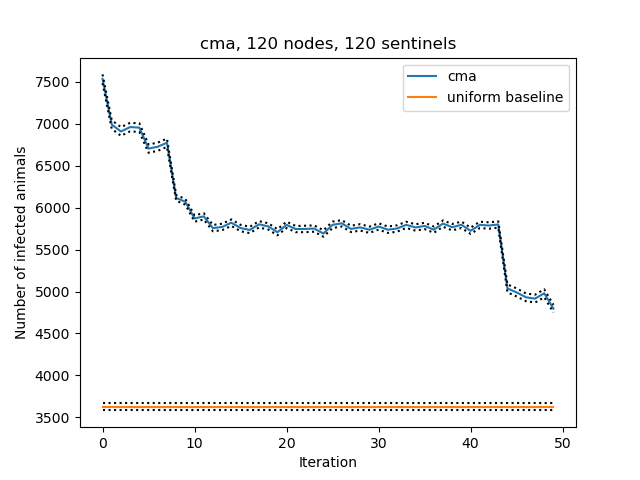 cma, 120 nodes, 120 sentinels
cma
uniform baseline
Number of infected animals
7500
7000
6500
6000
5500
5000
4500
4000
3500
0 10 20 30 40 50
Iteration